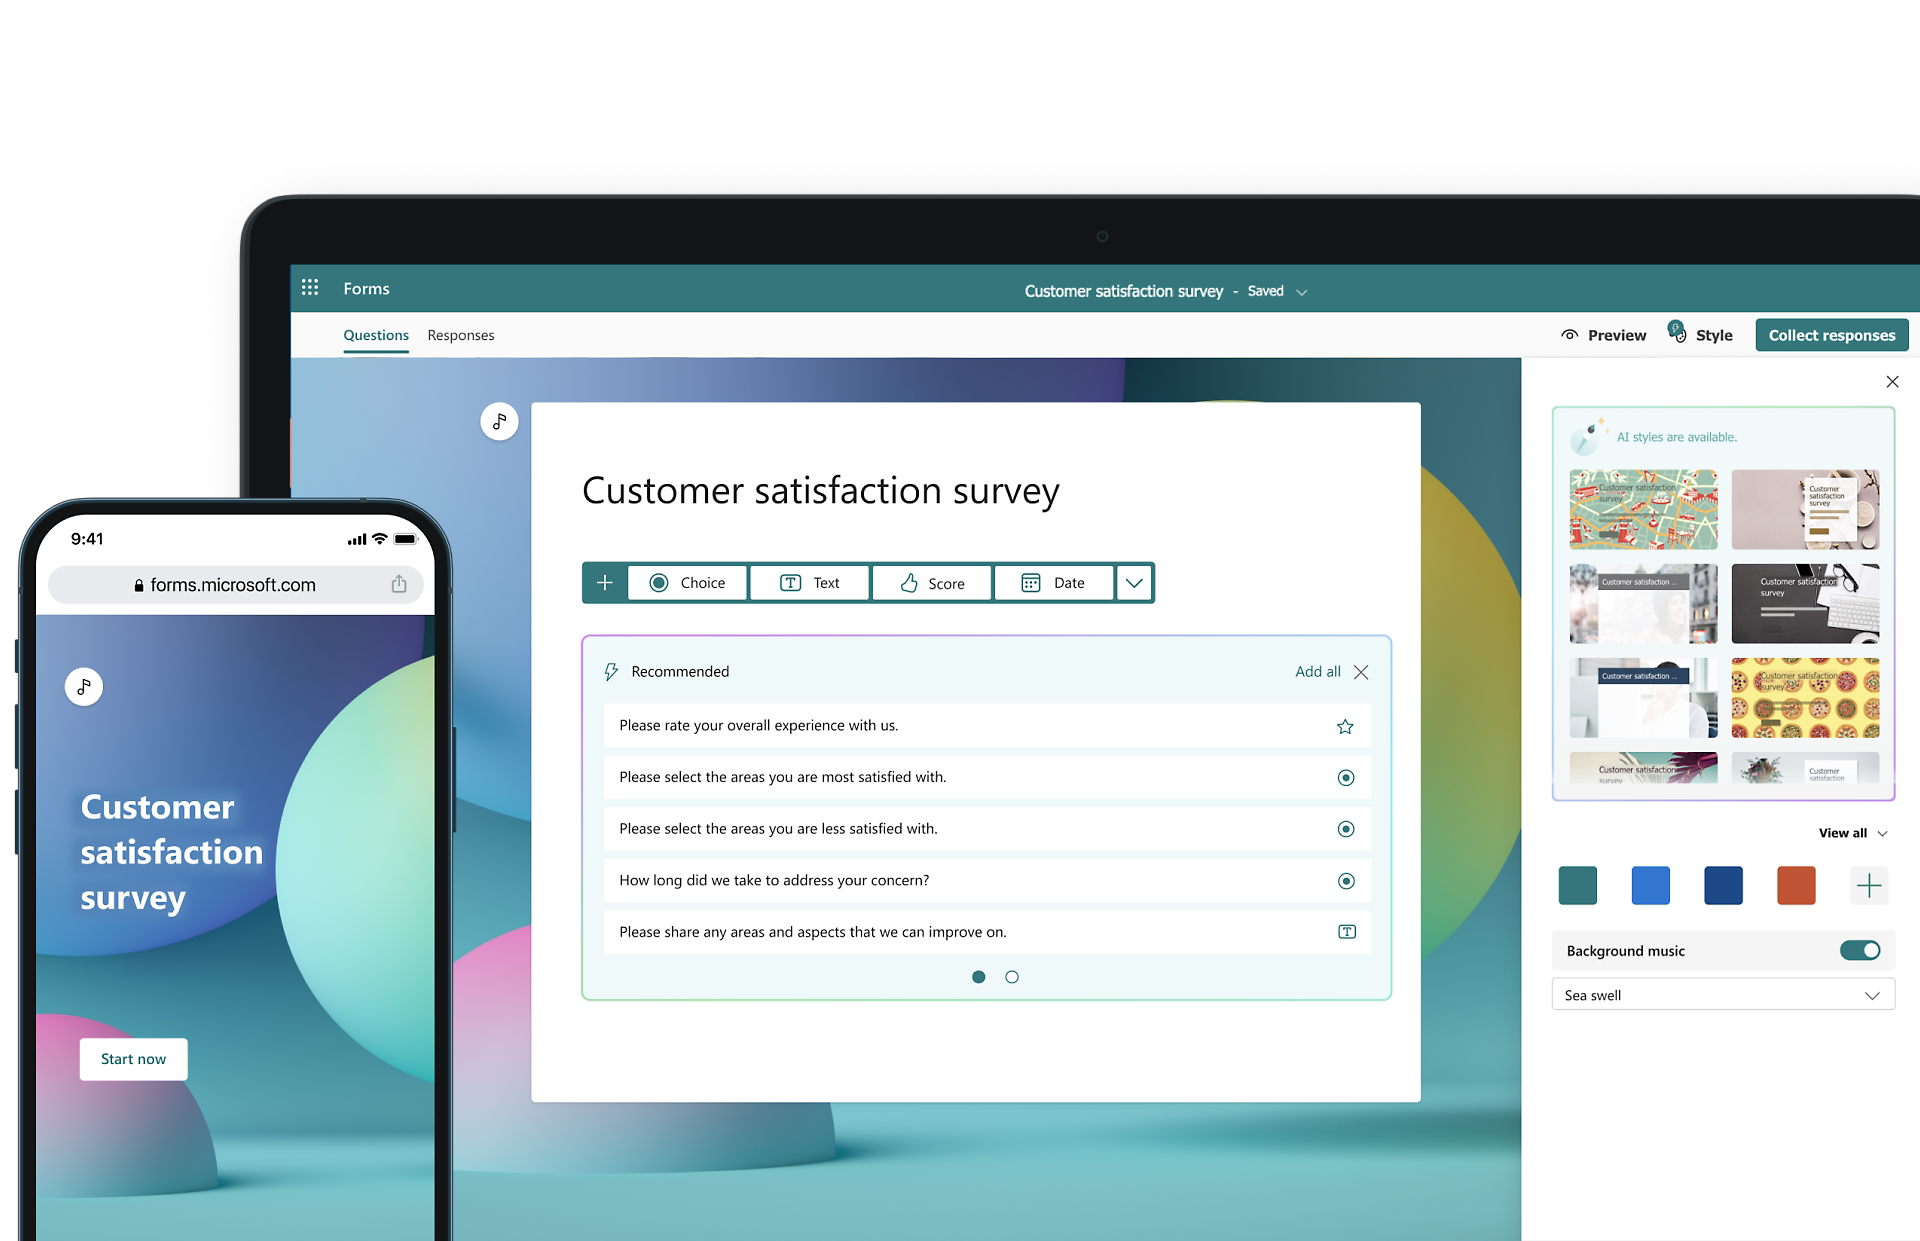 Forms
Customer satisfaction survey - Saved
Questions
Responses
Preview
Style
Collect responses
Customer satisfaction survey
Choice
Text
Score
Date
Recommended
Add all
Please rate your overall experience with us.
Please select the areas you are most satisfied with.
Please select the areas you are less satisfied with.
How long did we take to address your concern?
Please share any areas and aspects that we can improve on.
AI styles are available.
Customer satisfaction
survey
Customer
satisfaction
survey
Customer satisfaction ...
Customer satisfaction
survey
Customer satisfaction ...
Customer satisfaction
survey
Customer satisfaction
survey
Customer
satisfaction
View all
Background music
Sea swell
9:41
forms.microsoft.com
Customer
satisfaction
survey
Start now